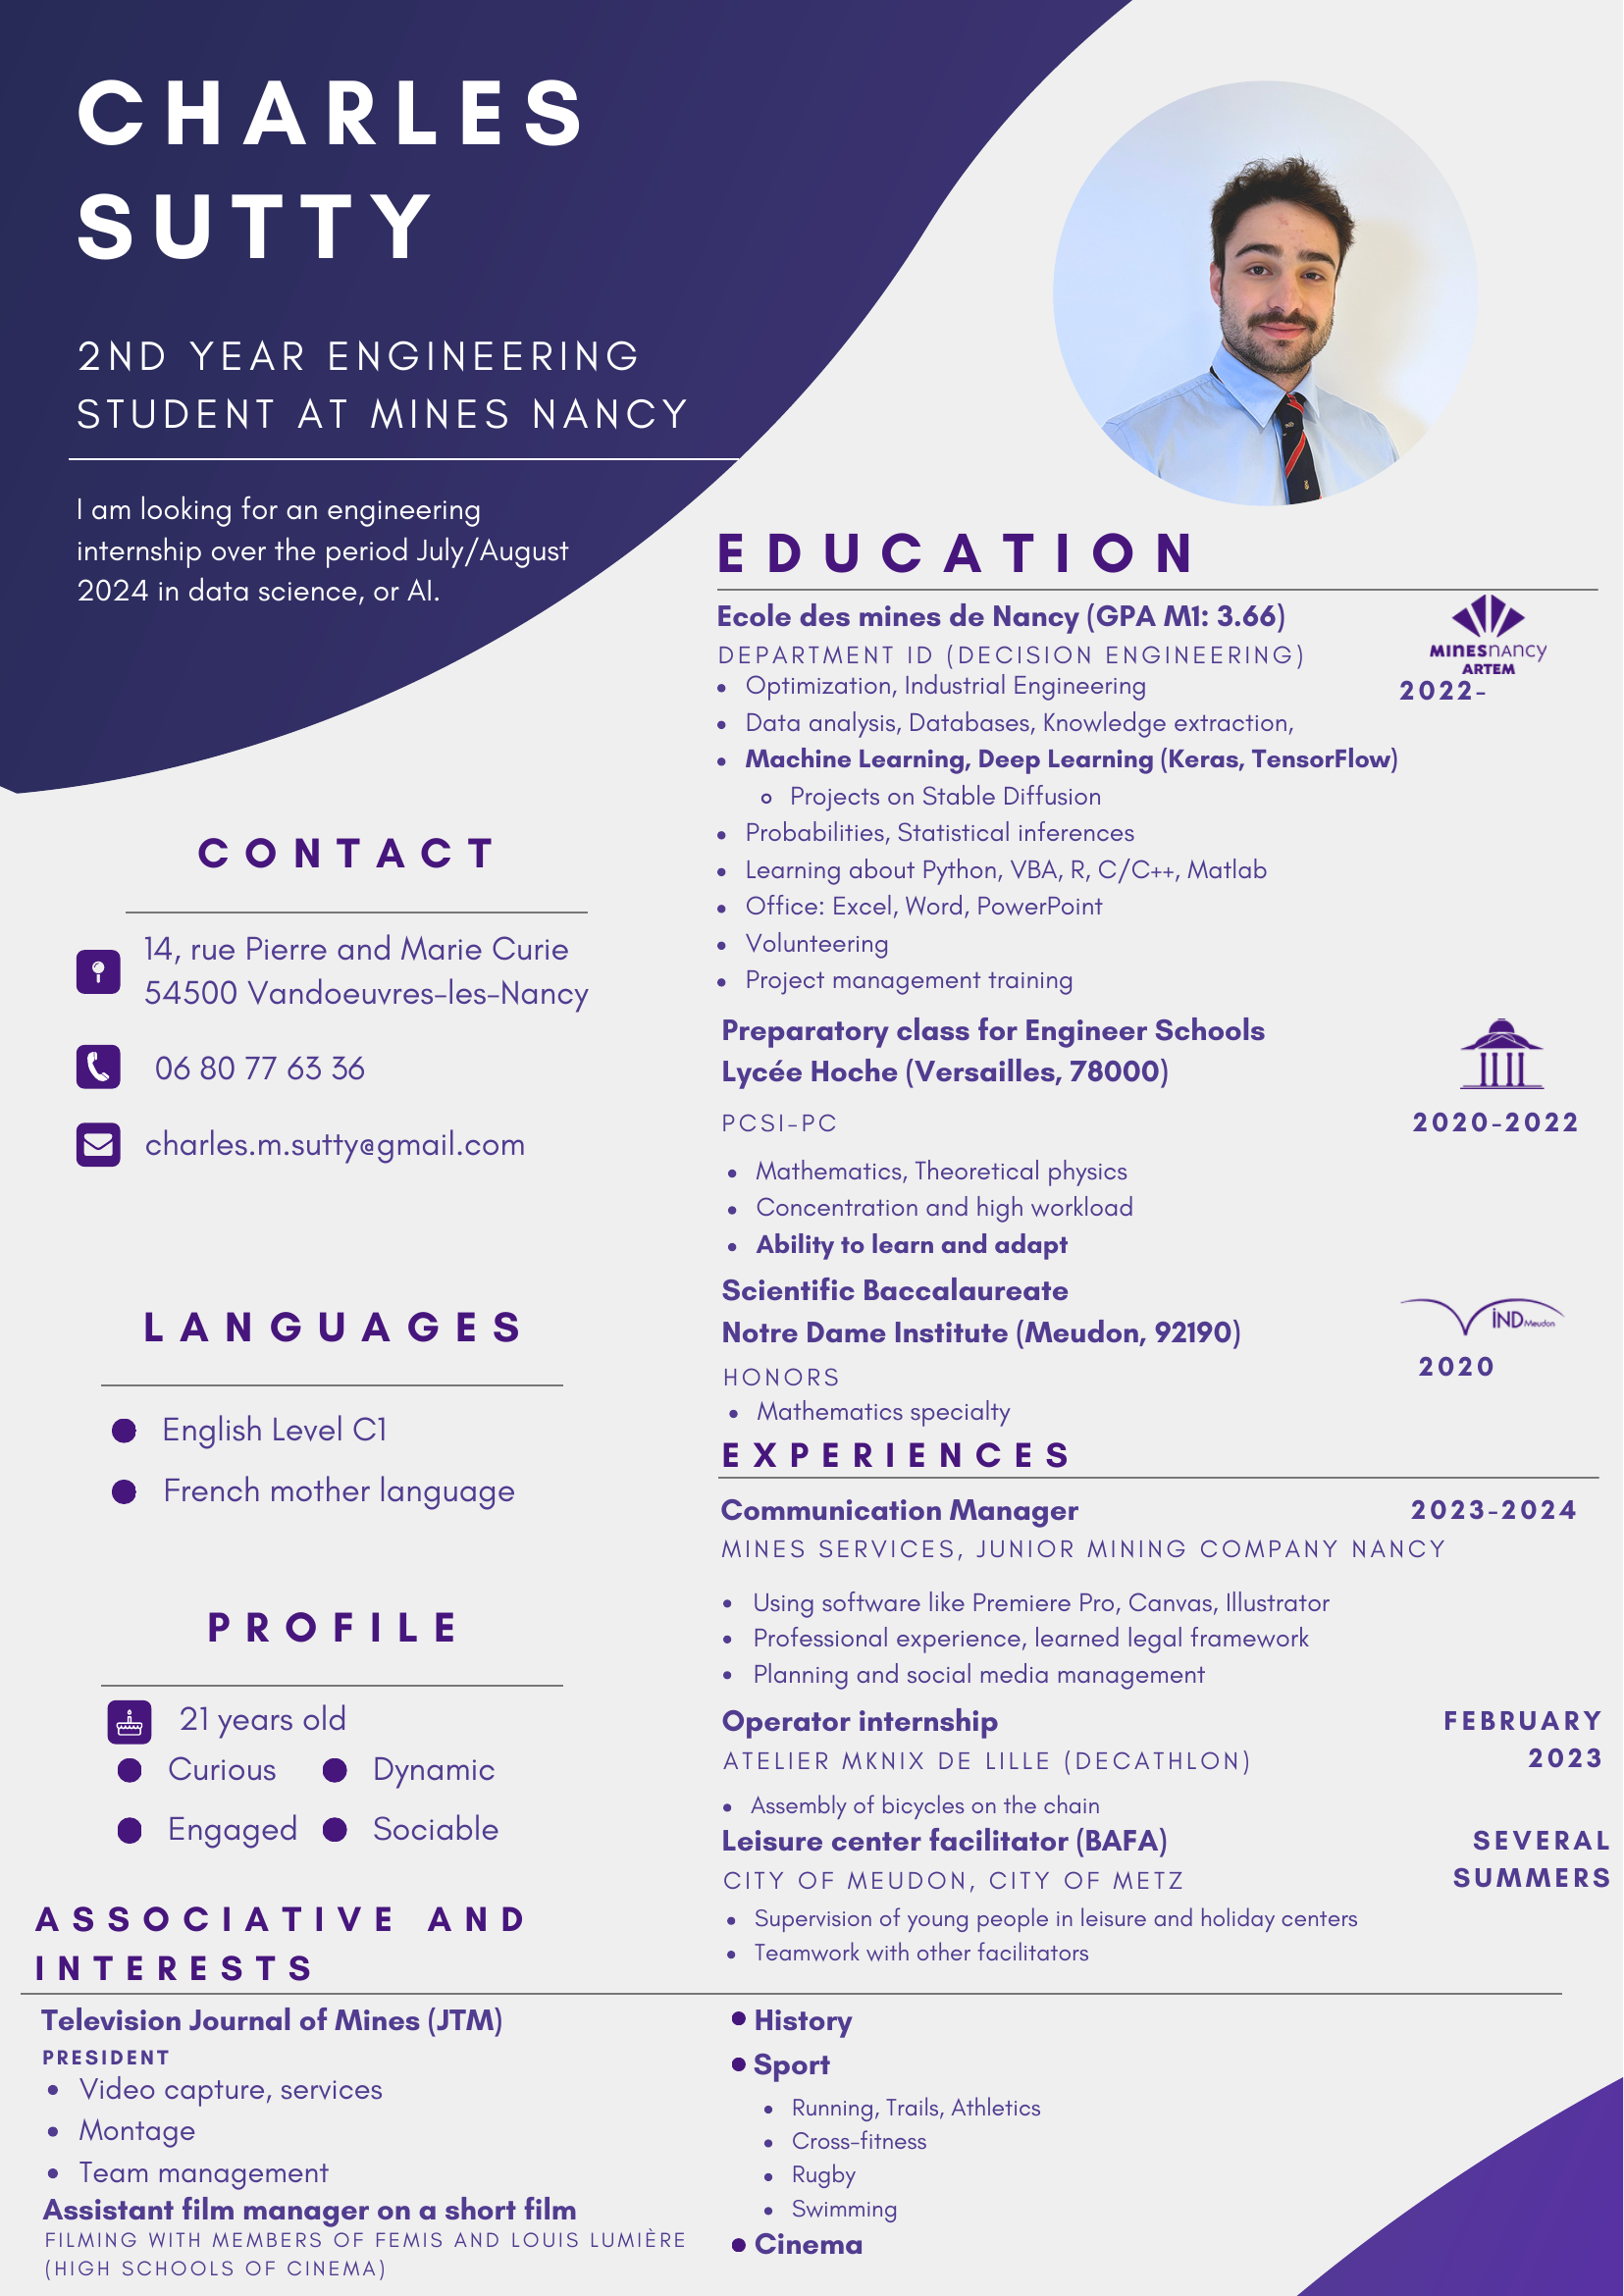 CHARLES
SUTTY
2ND YEAR ENGINEERING
STUDENT AT MINES NANCY
I am looking for an engineering
internship over the period July/August
2024 in data science, or AI.
CONTACT
14, rue Pierre and Marie Curie
54500 Vandoeuvres-les-Nancy
06 80 77 63 36
charles.m.sutty@gmail.com
LANGUAGES
English Level C1
French mother language
PROFILE
21 years old
Curious
Dynamic
Engaged
Sociable
EDUCATION
Ecole des mines de Nancy (GPA M1: 3.66)
MINESnancy
ARTEM
DEPARTMENT ID (DECISION ENGINEERING)
2022-
Optimization, Industrial Engineering
Data analysis, Databases, Knowledge extraction,
Machine Learning, Deep Learning (Keras, TensorFlow)
Projects on Stable Diffusion
Probabilities, Statistical inferences
Learning about Python, VBA, R, C/C++, Matlab
Office: Excel, Word, PowerPoint
Volunteering
Project management training
Preparatory class for Engineer Schools
Lycée Hoche (Versailles, 78000)
PCSI-PC
2020-2022
Mathematics, Theoretical physics
Concentration and high workload
Ability to learn and adapt
Scientific Baccalaureate
Notre Dame Institute (Meudon, 92190)
iND Meudon
HONORS
2020
Mathematics specialty
EXPERIENCES
Communication Manager
2023-2024
MINES SERVICES, JUNIOR MINING COMPANY NANCY
Using software like Premiere Pro, Canvas, Illustrator
Professional experience, learned legal framework
Planning and social media management
Operator internship
FEBRUARY
2023
ATELIER MKNIX DE LILLE (DECATHLON)
Assembly of bicycles on the chain
Leisure center facilitator (BAFA)
SEVERAL
SUMMERS
CITY OF MEUDON, CITY OF METZ
Supervision of young people in leisure and holiday centers
Teamwork with other facilitators
ASSOCIATIVE AND
INTERESTS
Television Journal of Mines (JTM)
PRESIDENT
Video capture, services
Montage
Team management
Assistant film manager on a short film
FILMING WITH MEMBERS OF FEMIS AND LOUIS LUMIÈRE
(HIGH SCHOOLS OF CINEMA)
History
Sport
Running, Trails, Athletics
Cross-fitness
Rugby
Swimming
Cinema